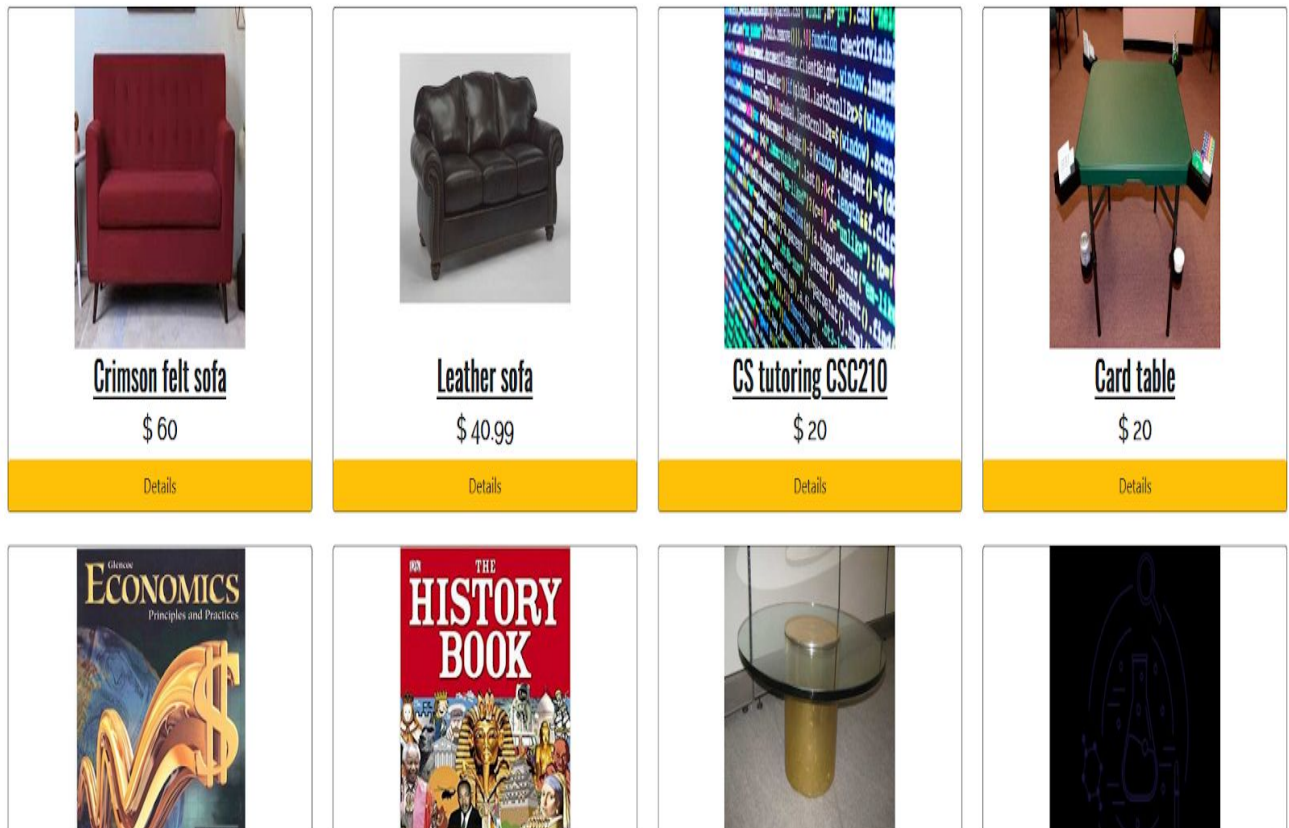 Crimson felt sofa
$ 60
Details
Leather sofa
$ 40.99
Details
CS tutoring CSC210
$ 20
Details
Card table
$ 20
Details
Glencoe
ECONOMICS
Principles and Practices
THE
HISTORY
BOOK